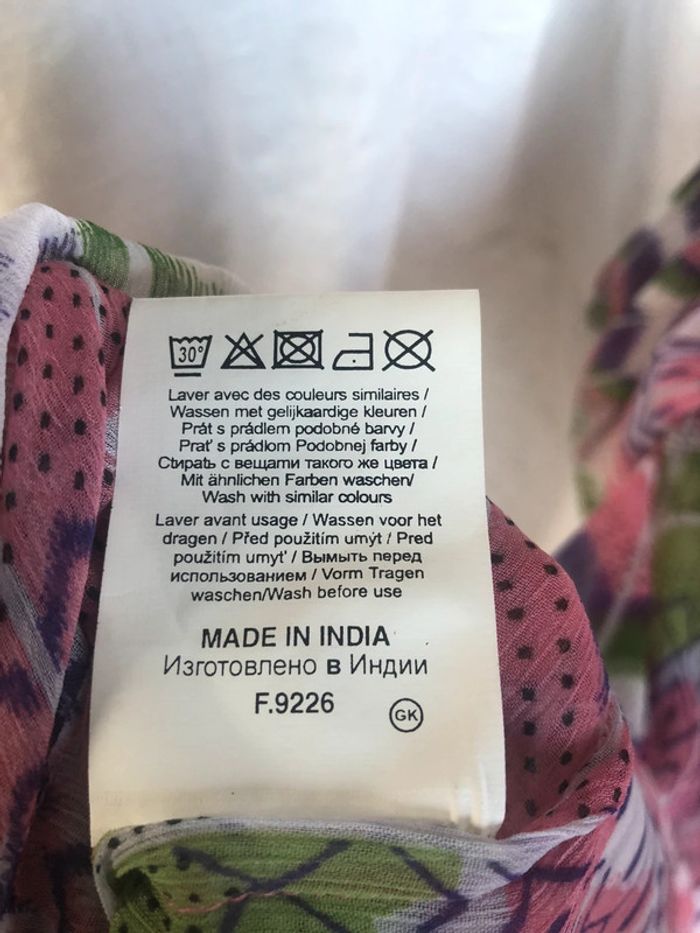 30°
Laver avec des couleurs similaires /
Wassen met gelijkaardige kleuren /
Prát s prádlem podobné barvy /
Prať s prádlom Podobnej farby /
Стирать с вещами такого же цвета /
Mit ähnlichen Farben waschen/
Wash with similar colours
Laver avant usage / Wassen voor het
dragen / Před použitím umýt / Pred
použitím umyť / Вымыть перед
использованием / Vorm Tragen
waschen/Wash before use
MADE IN INDIA
Изготовлено в Индии
F.9226
GK